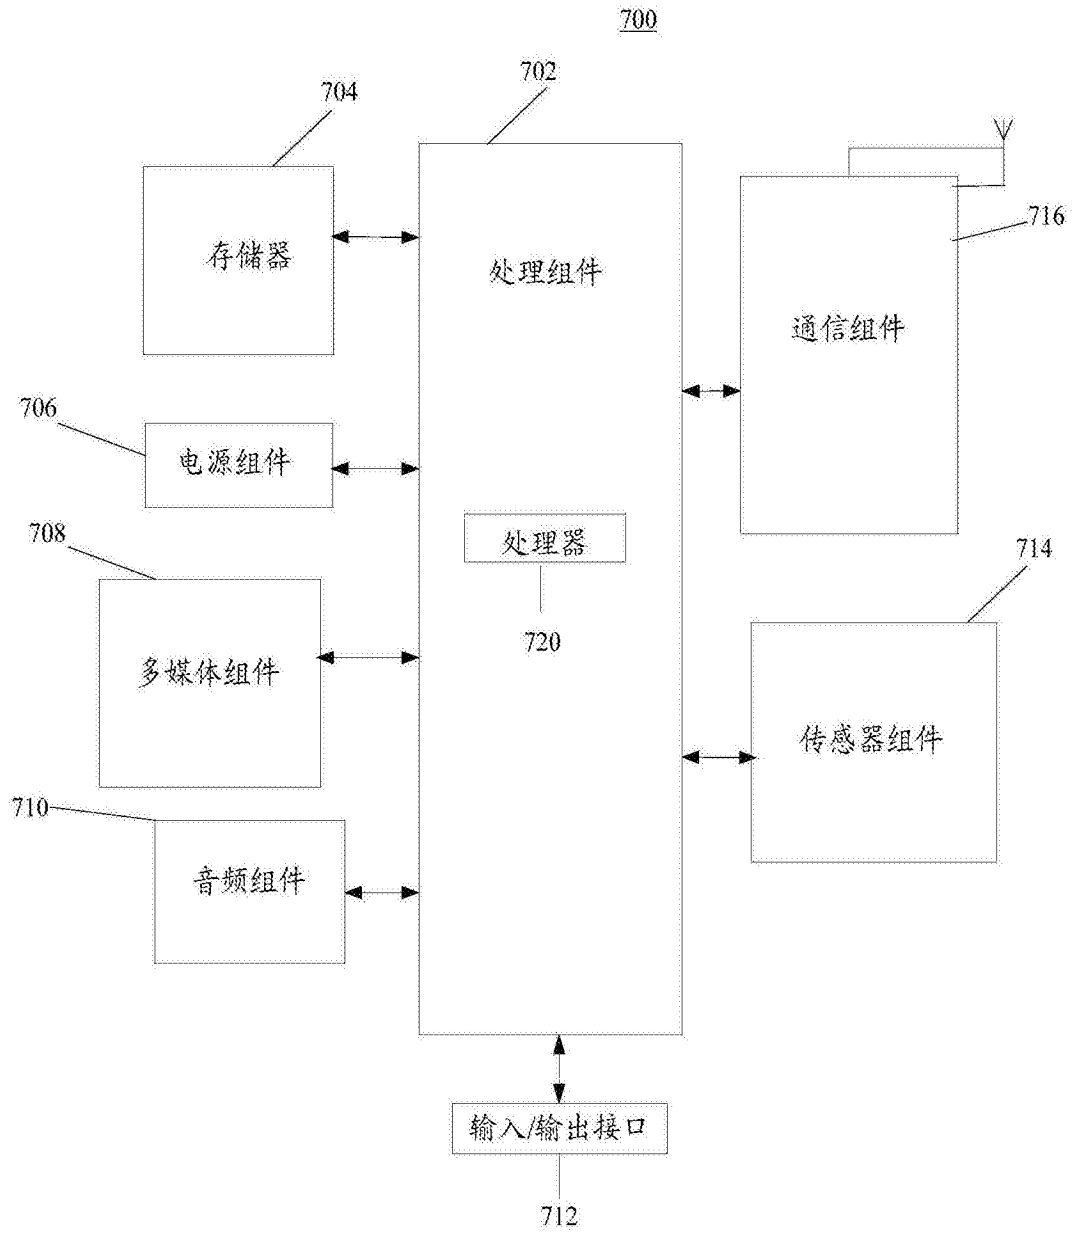 700
702
704
716
存储器
处理组件
通信组件
706
电源组件
708
处理器
714
720
多媒体组件
传感器组件
710
音频组件
输入/输出接口
712